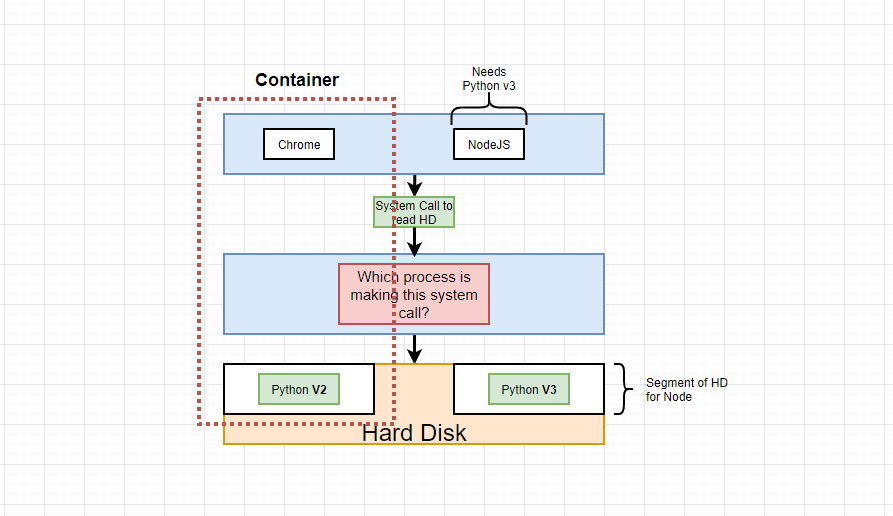 Container
Needs
Python v3
Chrome
NodeJS
System Call to
read HD
Which process is
making this system
call?
Python V2
Python V3
Segment of HD
for Node
Hard Disk